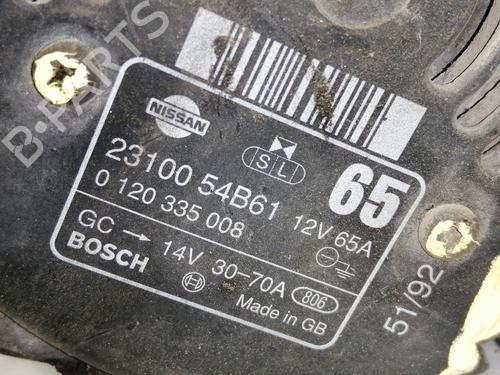 B-PARTS
NISSAN
S L
65
23100 54B61 12V 65A
0 120 335 008
GC → 14V 30-70A 806
BOSCH
Made in GB
51/92